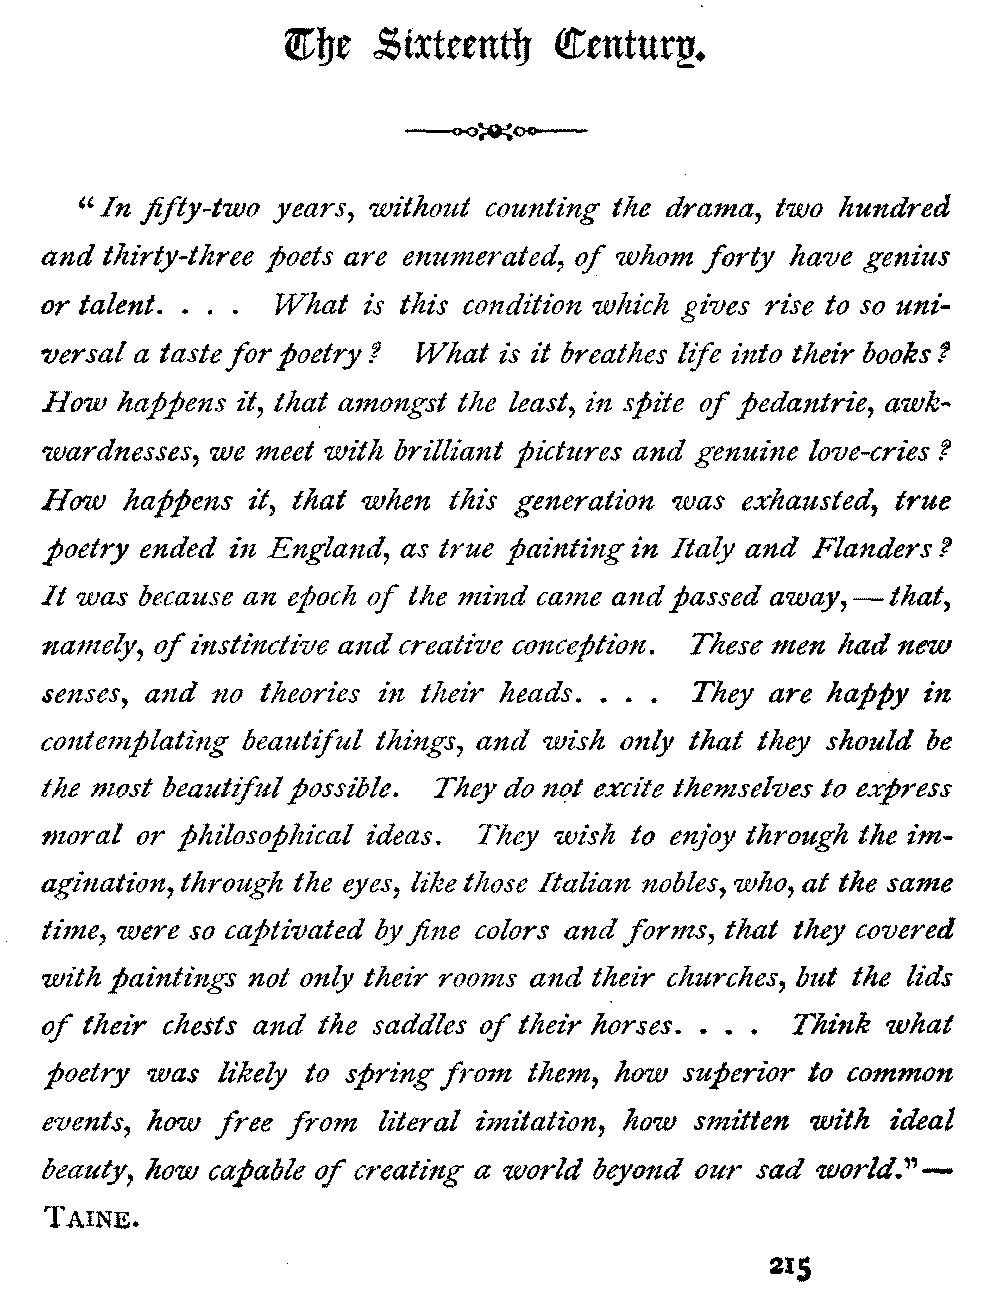 The Sixteenth Century.
“In fifty-two years, without counting the drama, two hundred
and thirty-three poets are enumerated, of whom forty have genius
or talent. . . . What is this condition which gives rise to so uni-
versal a taste for poetry? What is it breathes life into their books?
How happens it, that amongst the least, in spite of pedantrie, awk-
wardnesses, we meet with brilliant pictures and genuine love-cries?
How happens it, that when this generation was exhausted, true
poetry ended in England, as true painting in Italy and Flanders?
It was because an epoch of the mind came and passed away,—that,
namely, of instinctive and creative conception. These men had new
senses, and no theories in their heads. . . . They are happy in
contemplating beautiful things, and wish only that they should be
the most beautiful possible. They do not excite themselves to express
moral or philosophical ideas. They wish to enjoy through the im-
agination, through the eyes, like those Italian nobles, who, at the same
time, were so captivated by fine colors and forms, that they covered
with paintings not only their rooms and their churches, but the lids
of their chests and the saddles of their horses. . . . Think what
poetry was likely to spring from them, how superior to common
events, how free from literal imitation, how smitten with ideal
beauty, how capable of creating a world beyond our sad world.”—
TAINE.
215